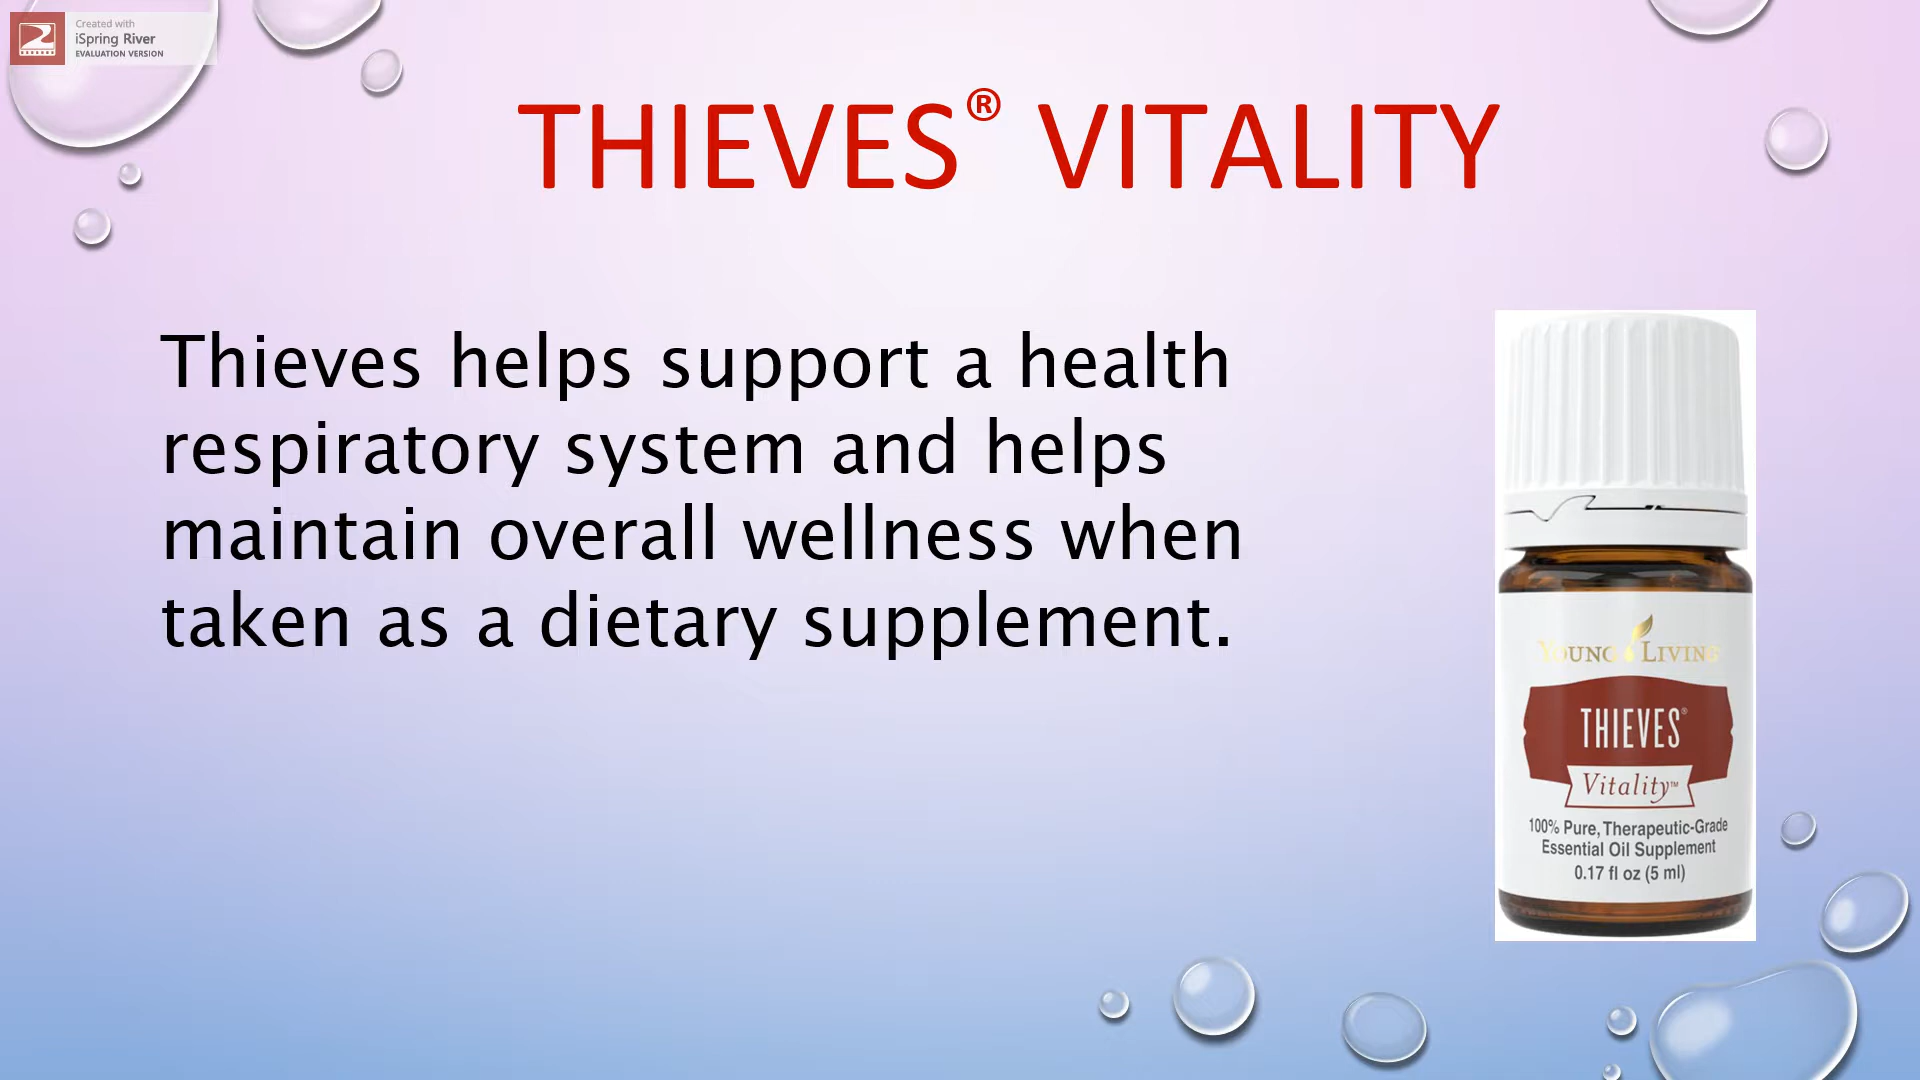 Created with
iSpring River
EVALUATION VERSION
THIEVES® VITALITY
Thieves helps support a health
respiratory system and helps
maintain overall wellness when
taken as a dietary supplement.
YOUNG LIVING
THIEVES®
Vitality™
100% Pure, Therapeutic-Grade
Essential Oil Supplement
0.17 fl oz (5 ml)